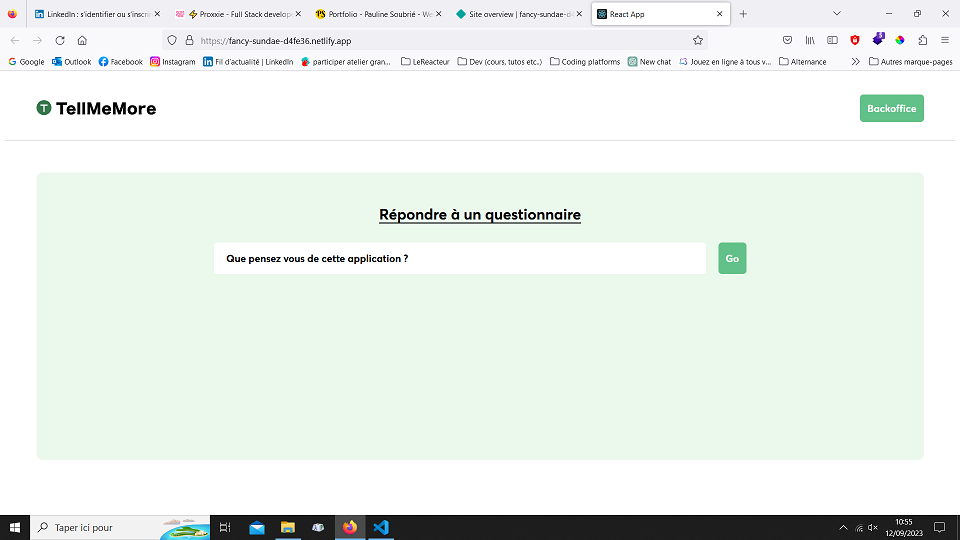 LinkedIn : s'identifier ou s'inscri
Proxxie - Full Stack develope
Portfolio - Pauline Soubrié - We
Site overview | fancy-sundae-d4
React App
https://fancy-sundae-d4fe36.netlify.app
Google
Outlook
Facebook
Instagram
Fil d'actualité | LinkedIn
participer atelier gran...
LeReacteur
Dev (cours, tutos etc..)
Coding platforms
New chat
Jouez en ligne à tous v...
Alternance
Autres marque-pages
T TellMeMore
Backoffice
Répondre à un questionnaire
Que pensez vous de cette application ?
Go
Taper ici pour
10:55
12/09/2023